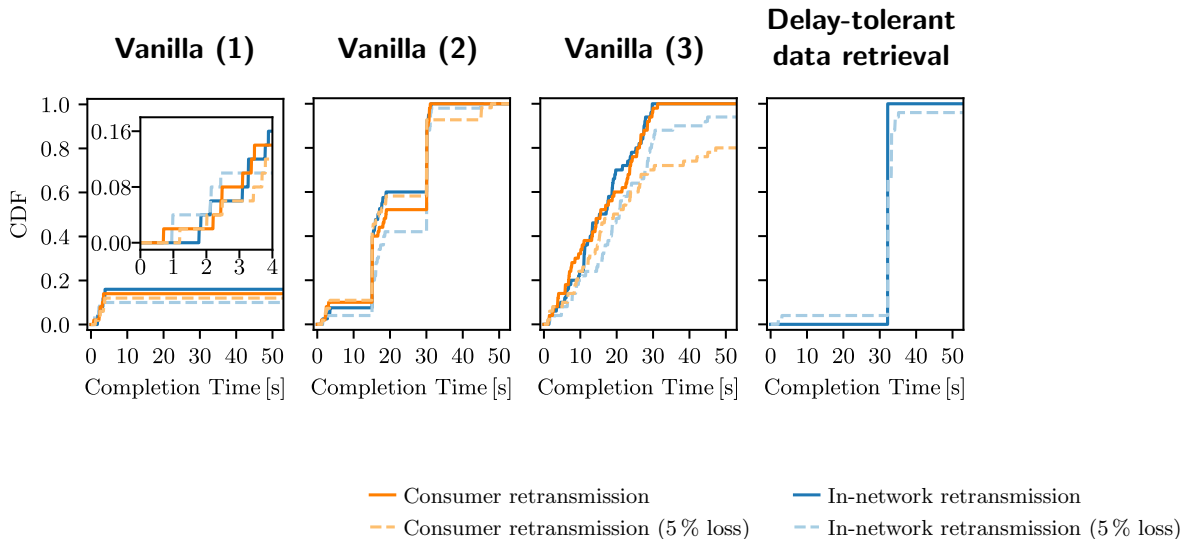 Vanilla (1)
Vanilla (2)
Vanilla (3)
Delay-tolerant
data retrieval
CDF
1.0
0.8
0.6
0.4
0.2
0.0
0.16
0.08
0.00
0 1 2 3 4
0 10 20 30 40 50
0 10 20 30 40 50
0 10 20 30 40 50
0 10 20 30 40 50
Completion Time [s]
Completion Time [s]
Completion Time [s]
Completion Time [s]
Consumer retransmission
Consumer retransmission (5 % loss)
In-network retransmission
In-network retransmission (5 % loss)